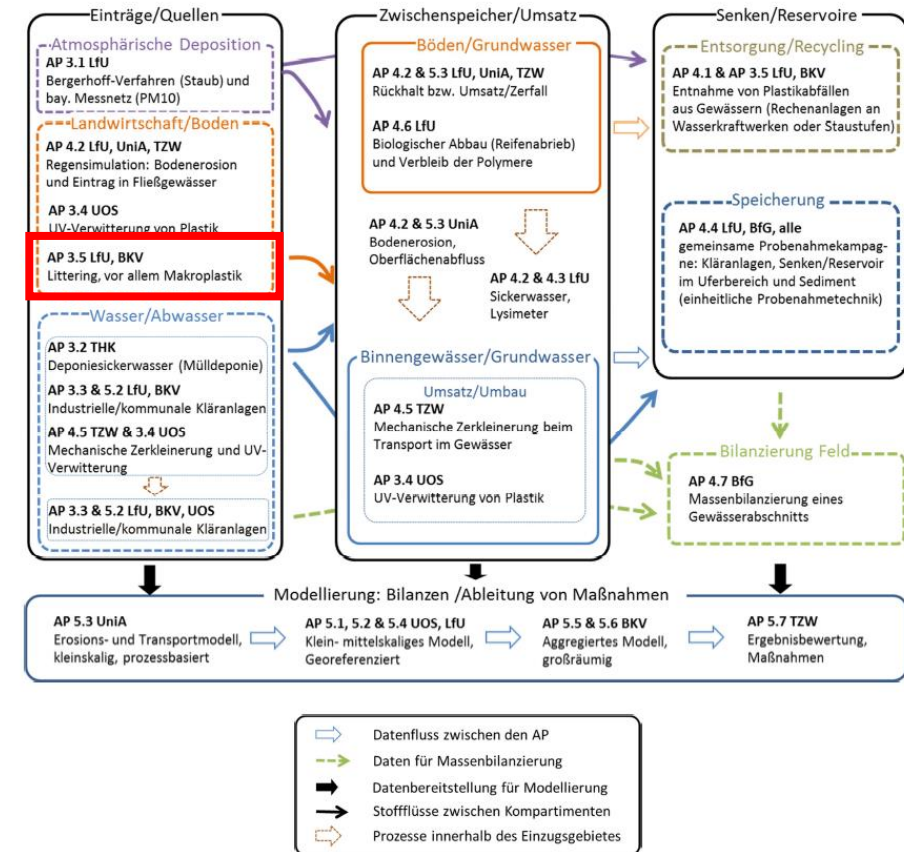 Einträge/Quellen
Atmosphärische Deposition
AP 3.1 LfU
Bergerhoff-Verfahren (Staub) und
bay. Messnetz (PM10)
Landwirtschaft/Boden
AP 4.2 LfU, UniA, TZW
Regensimulation: Bodenerosion
und Eintrag in Fließgewässer
AP 3.4 UOS
UV-Verwitterung von Plastik
AP 3.5 LfU, BKV
Littering, vor allem Makroplastik
Wasser/Abwasser
AP 3.2 THK
Deponiesickerwasser (Mülldeponie)
AP 3.3 & 5.2 LfU, BKV
Industrielle/kommunale Kläranlagen
AP 4.5 TZW & 3.4 UOS
Mechanische Zerkleinerung und UV-
Verwitterung
AP 3.3 & 5.2 LfU, BKV, UOS
Industrielle/kommunale Kläranlagen
Zwischenspeicher/Umsatz
Böden/Grundwasser
AP 4.2 & 5.3 LfU, UniA, TZW
Rückhalt bzw. Umsatz/Zerfall
AP 4.6 LfU
Biologischer Abbau (Reifenabrieb)
und Verbleib der Polymere
AP 4.2 & 5.3 UniA
Bodenerosion,
Oberflächenabfluss
AP 4.2 & 4.3 LfU
Sickerwasser,
Lysimeter
Binnengewässer/Grundwasser
Umsatz/Umbau
AP 4.5 TZW
Mechanische Zerkleinerung beim
Transport im Gewässer
AP 3.4 UOS
UV-Verwitterung von Plastik
Senken/Reservoire
Entsorgung/Recycling
AP 4.1 & AP 3.5 LfU, BKV
Entnahme von Plastikabfällen
aus Gewässern (Rechenanlagen an
Wasserkraftwerken oder Staustufen)
Speicherung
AP 4.4 LfU, BfG, alle
gemeinsame Probenahmekampag-
ne: Kläranlagen, Senken/Reservoir
im Uferbereich und Sediment
(einheitliche Probenahmetechnik)
Bilanzierung Feld
AP 4.7 BfG
Massenbilanzierung eines
Gewässerabschnitts
Modellierung: Bilanzen /Ableitung von Maßnahmen
AP 5.3 UniA
Erosions- und Transportmodell,
kleinskalig, prozessbasiert
AP 5.1, 5.2 & 5.4 UOS, LfU
Klein- mittelskaliges Modell,
Georeferenziert
AP 5.5 & 5.6 BKV
Aggregiertes Modell,
großräumig
AP 5.7 TZW
Ergebnisbewertung,
Maßnahmen
Datenfluss zwischen den AP
Daten für Massenbilanzierung
Datenbereitstellung für Modellierung
Stoffflüsse zwischen Kompartimenten
Prozesse innerhalb des Einzugsgebietes